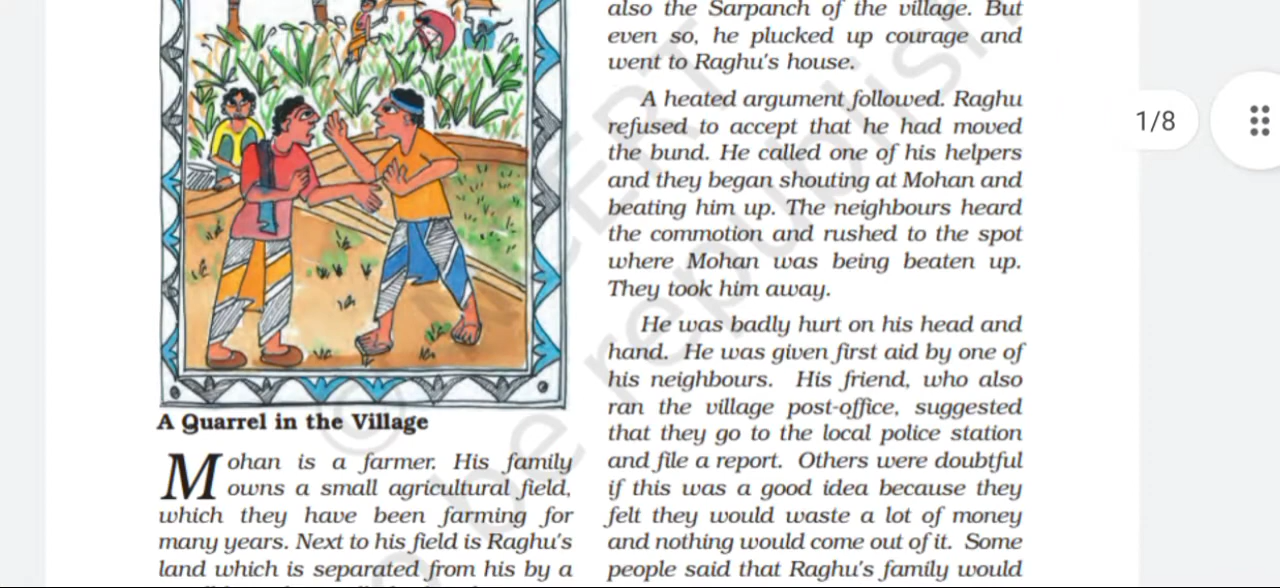 A Quarrel in the Village
Mohan is a farmer. His family
owns a small agricultural field,
which they have been farming for
many years. Next to his field is Raghu's
land which is separated from his by a
also the Sarpanch of the village. But
even so, he plucked up courage and
went to Raghu's house.
A heated argument followed. Raghu
refused to accept that he had moved
the bund. He called one of his helpers
and they began shouting at Mohan and
beating him up. The neighbours heard
the commotion and rushed to the spot
where Mohan was being beaten up.
They took him away.
He was badly hurt on his head and
hand. He was given first aid by one of
his neighbours. His friend, who also
ran the village post-office, suggested
that they go to the local police station
and file a report. Others were doubtful
if this was a good idea because they
felt they would waste a lot of money
and nothing would come out of it. Some
people said that Raghu's family would
1/8
be republish